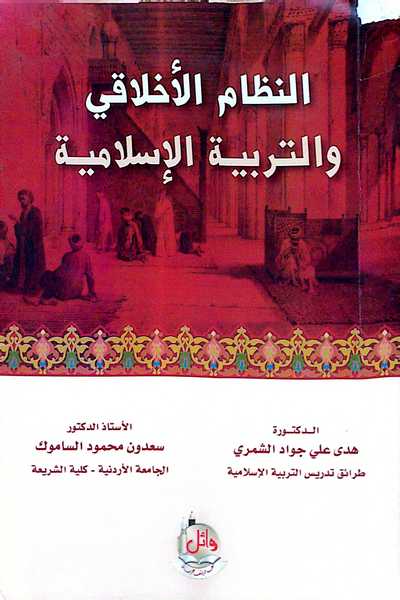 النظام الأخلاقي
والتربية الإسلامية
الدكتورة
هدى علي جواد الشمري
طرائق تدريس التربية الإسلامية
الأستاذ الدكتور
سعدون محمود الساموك
الجامعة الأردنية - كلية الشريعة
وائل